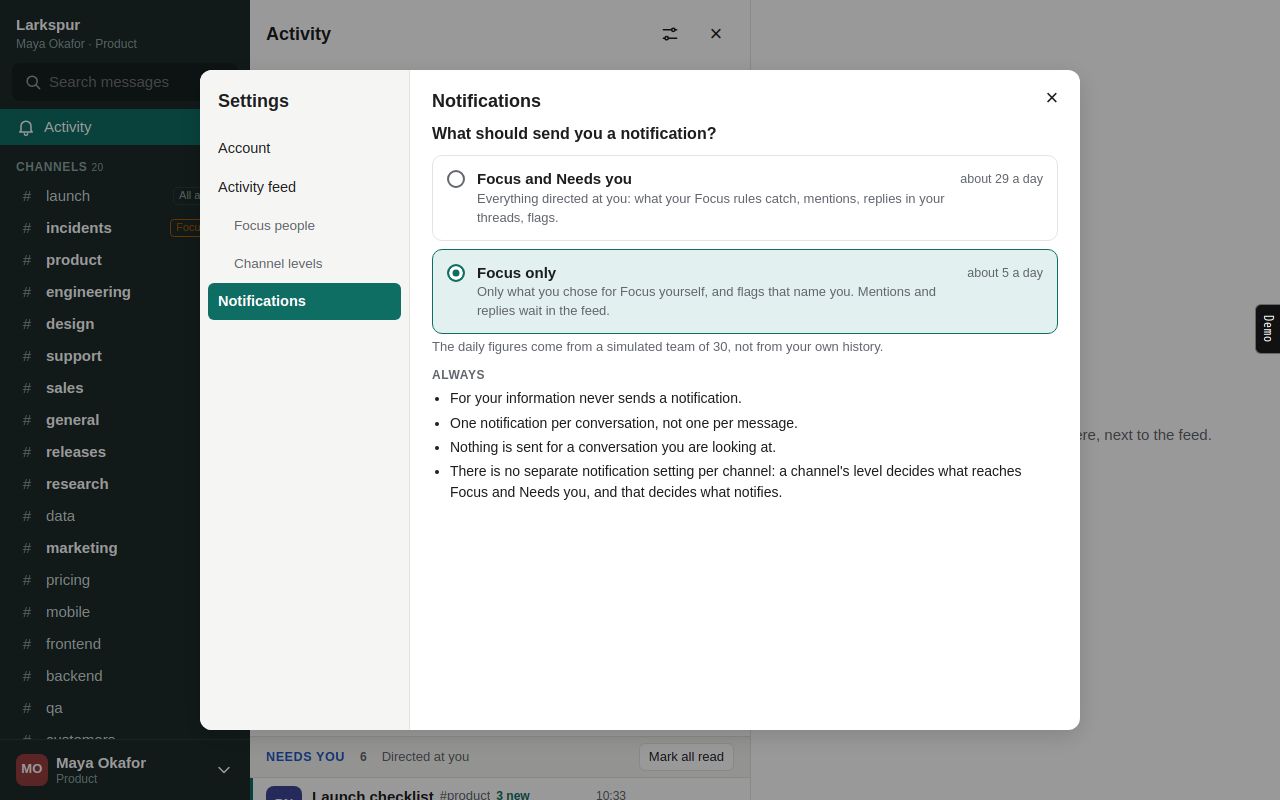 Larkspur
Maya Okafor · Product
Search messages
Activity
CHANNELS 20
# launch
All a
# incidents
Focu
# product
# engineering
# design
# support
# sales
# general
# releases
# research
# data
# marketing
# pricing
# mobile
# frontend
# backend
# qa
# customers
MO
Maya Okafor
Product
Activity
Settings
Account
Activity feed
Focus people
Channel levels
Notifications
Notifications
What should send you a notification?
Focus and Needs you
about 29 a day
Everything directed at you: what your Focus rules catch, mentions, replies in your
threads, flags.
Focus only
about 5 a day
Only what you chose for Focus yourself, and flags that name you. Mentions and
replies wait in the feed.
The daily figures come from a simulated team of 30, not from your own history.
ALWAYS
• For your information never sends a notification.
• One notification per conversation, not one per message.
• Nothing is sent for a conversation you are looking at.
• There is no separate notification setting per channel: a channel's level decides what reaches
Focus and Needs you, and that decides what notifies.
ere, next to the feed.
Demo
NEEDS YOU 6 Directed at you
Mark all read
Launch checklist #product 3 new 10:33